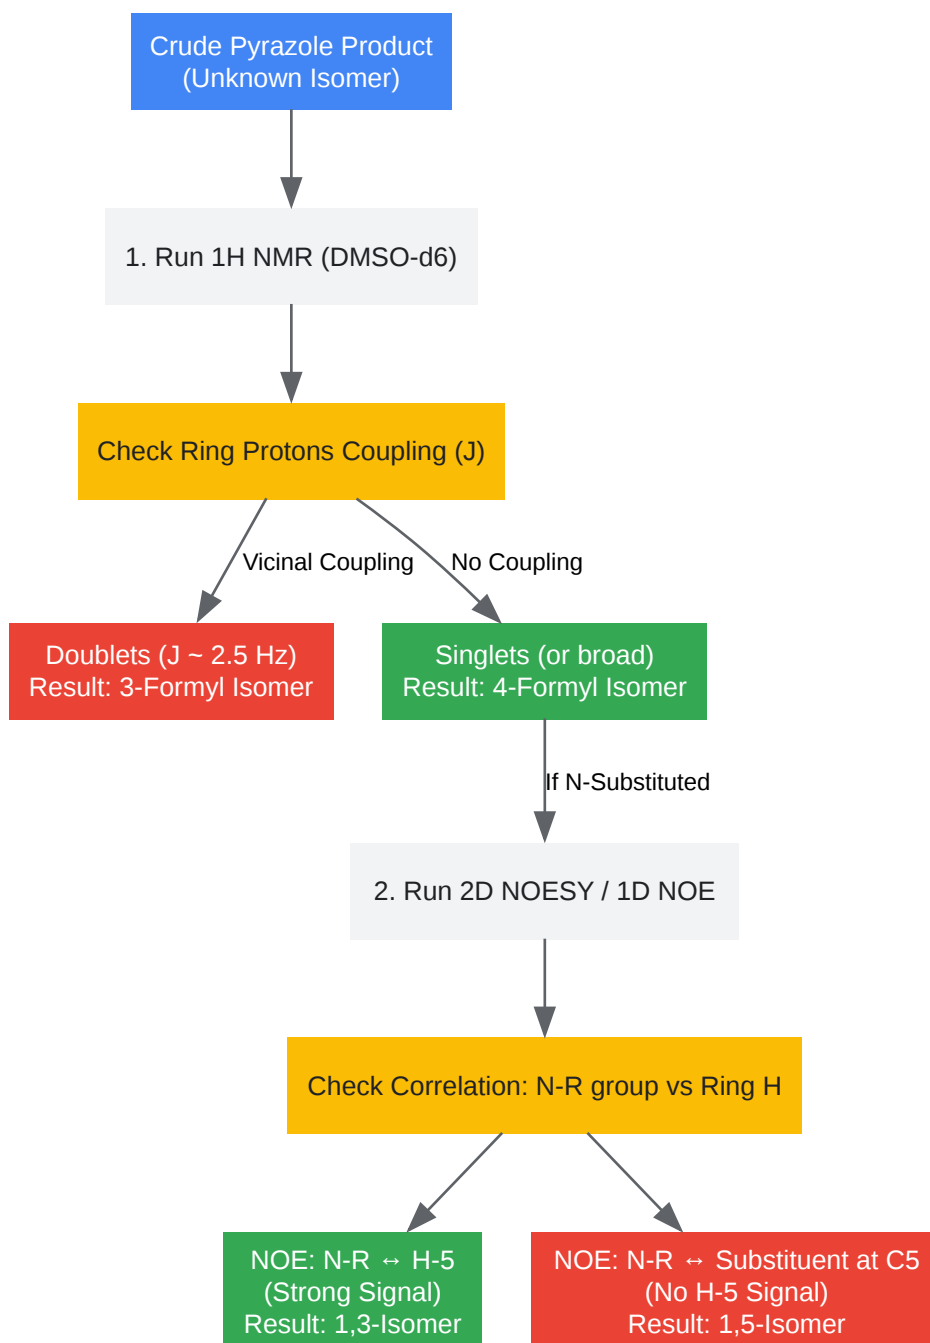 Crude Pyrazole Product
(Unknown Isomer)
1. Run 1H NMR (DMSO-d6)
Check Ring Protons Coupling (J)
Vicinal Coupling
No Coupling
Doublets (J ~ 2.5 Hz)
Result: 3-Formyl Isomer
Singlets (or broad)
Result: 4-Formyl Isomer
If N-Substituted
2. Run 2D NOESY / 1D NOE
Check Correlation: N-R group vs Ring H
NOE: N-R ↔ H-5
(Strong Signal)
Result: 1,3-Isomer
NOE: N-R ↔ Substituent at C5
(No H-5 Signal)
Result: 1,5-Isomer